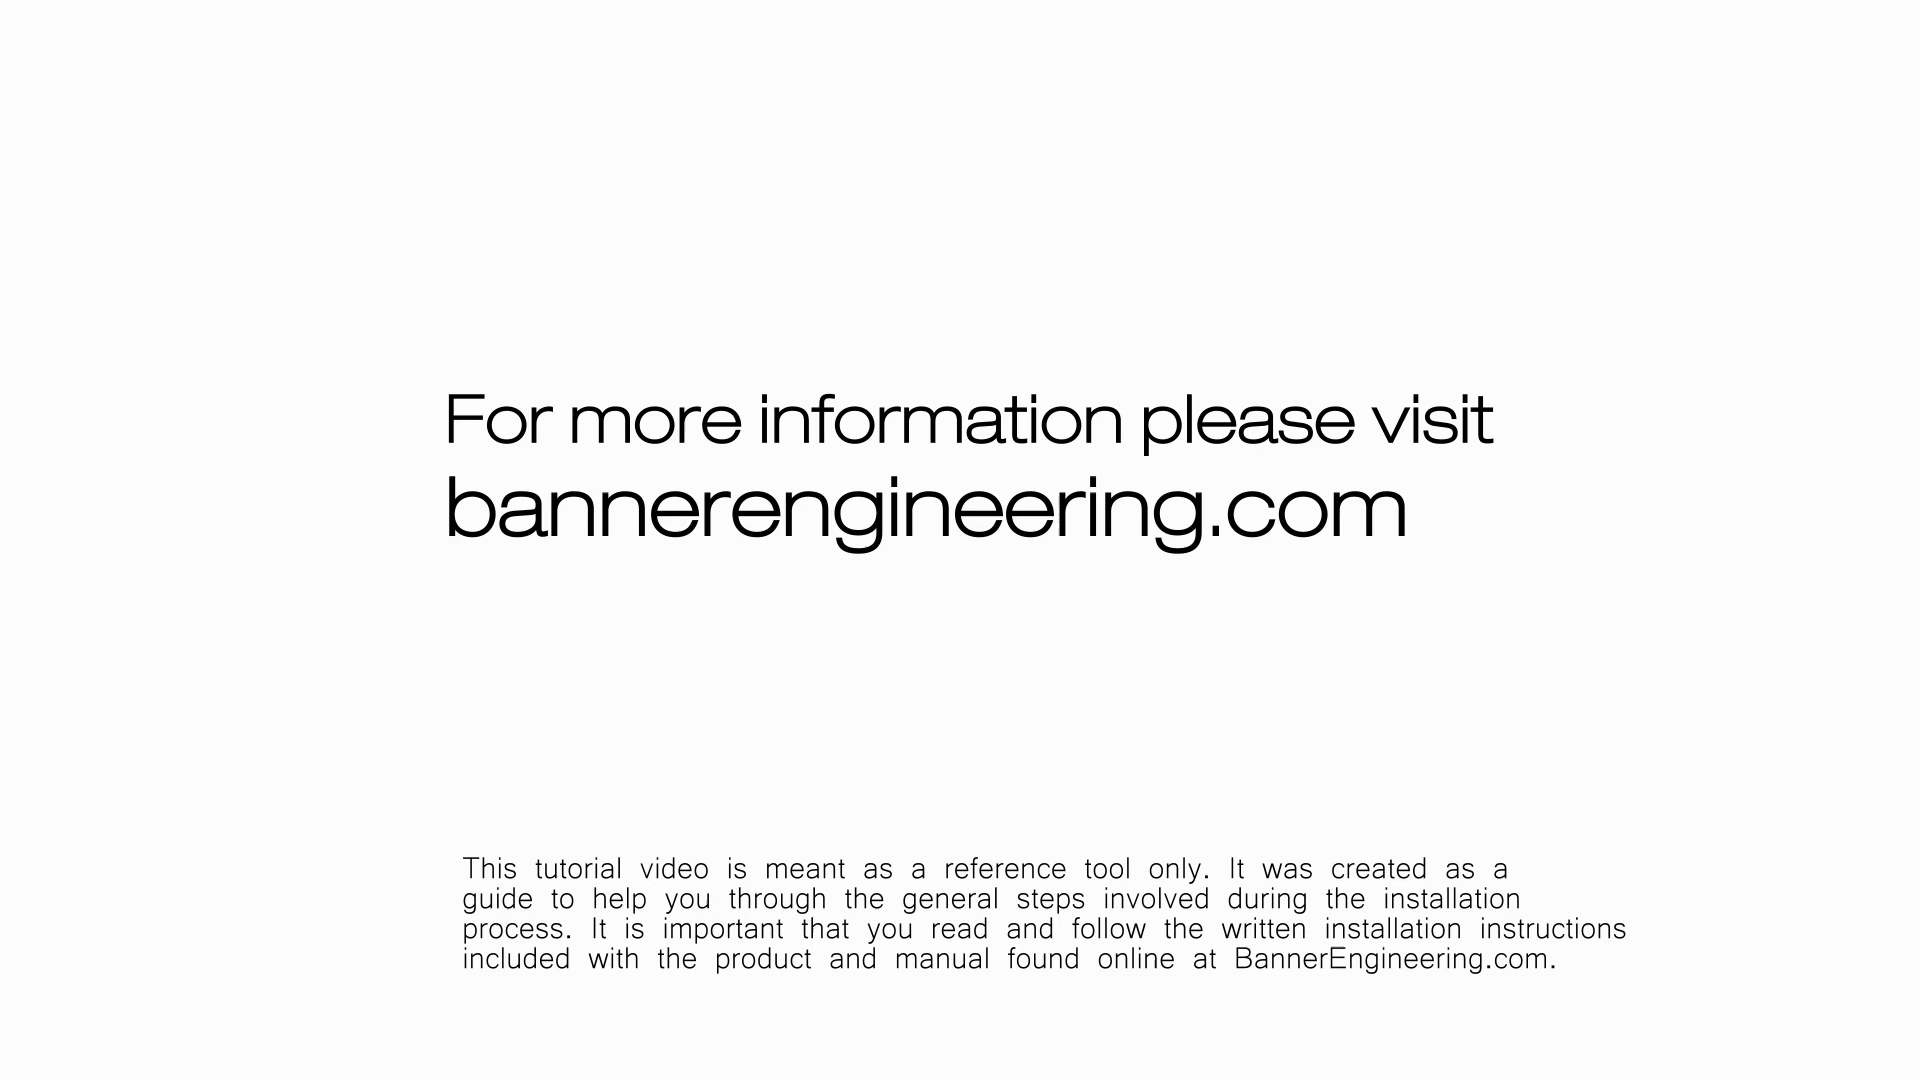 For more information please visit
bannerengineering.com
This tutorial video is meant as a reference tool only. It was created as a
guide to help you through the general steps involved during the installation
process. It is important that you read and follow the written installation instructions
included with the product and manual found online at BannerEngineering.com.